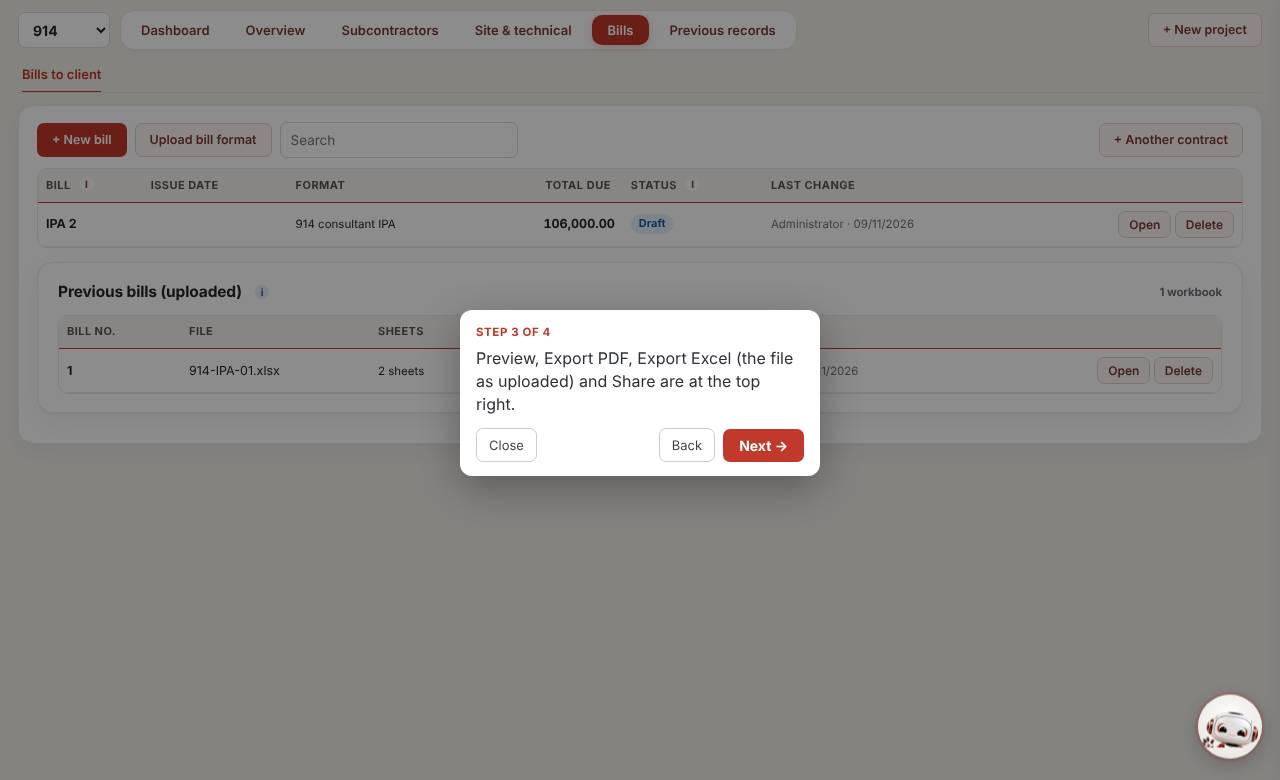 914
Dashboard
Overview
Subcontractors
Site & technical
Bills
Previous records
+ New project
Bills to client
+ New bill
Upload bill format
Search
+ Another contract
BILL i ISSUE DATE FORMAT TOTAL DUE STATUS i LAST CHANGE
IPA 2 914 consultant IPA 106,000.00 Draft Administrator · 09/11/2026 Open Delete
Previous bills (uploaded) i 1 workbook
BILL NO. FILE SHEETS
1 914-IPA-01.xlsx 2 sheets 1/2026 Open Delete
STEP 3 OF 4
Preview, Export PDF, Export Excel (the file
as uploaded) and Share are at the top
right.
Close Back Next →